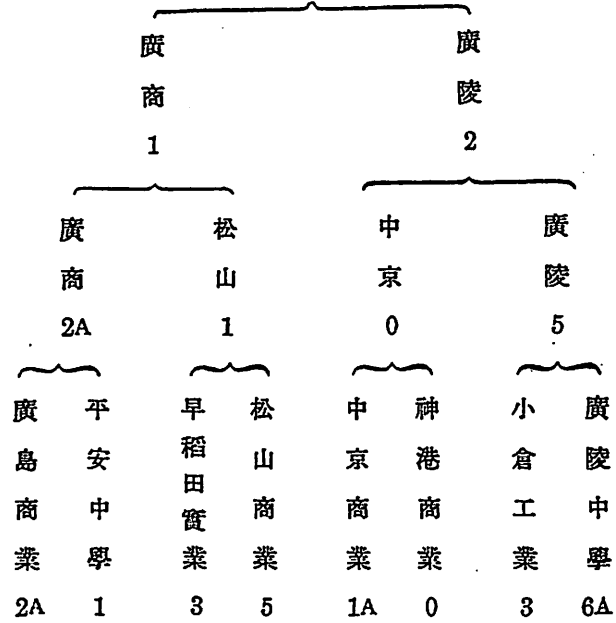 廣商 1
廣陵 2
廣商 2A
松山 1
中京 0
廣陵 5
廣島商業 2A
平安中學 1
早稻田實業 3
松山商業 5
中京商業 1A
神港商業 0
小倉工業 3
廣陵中學 6A